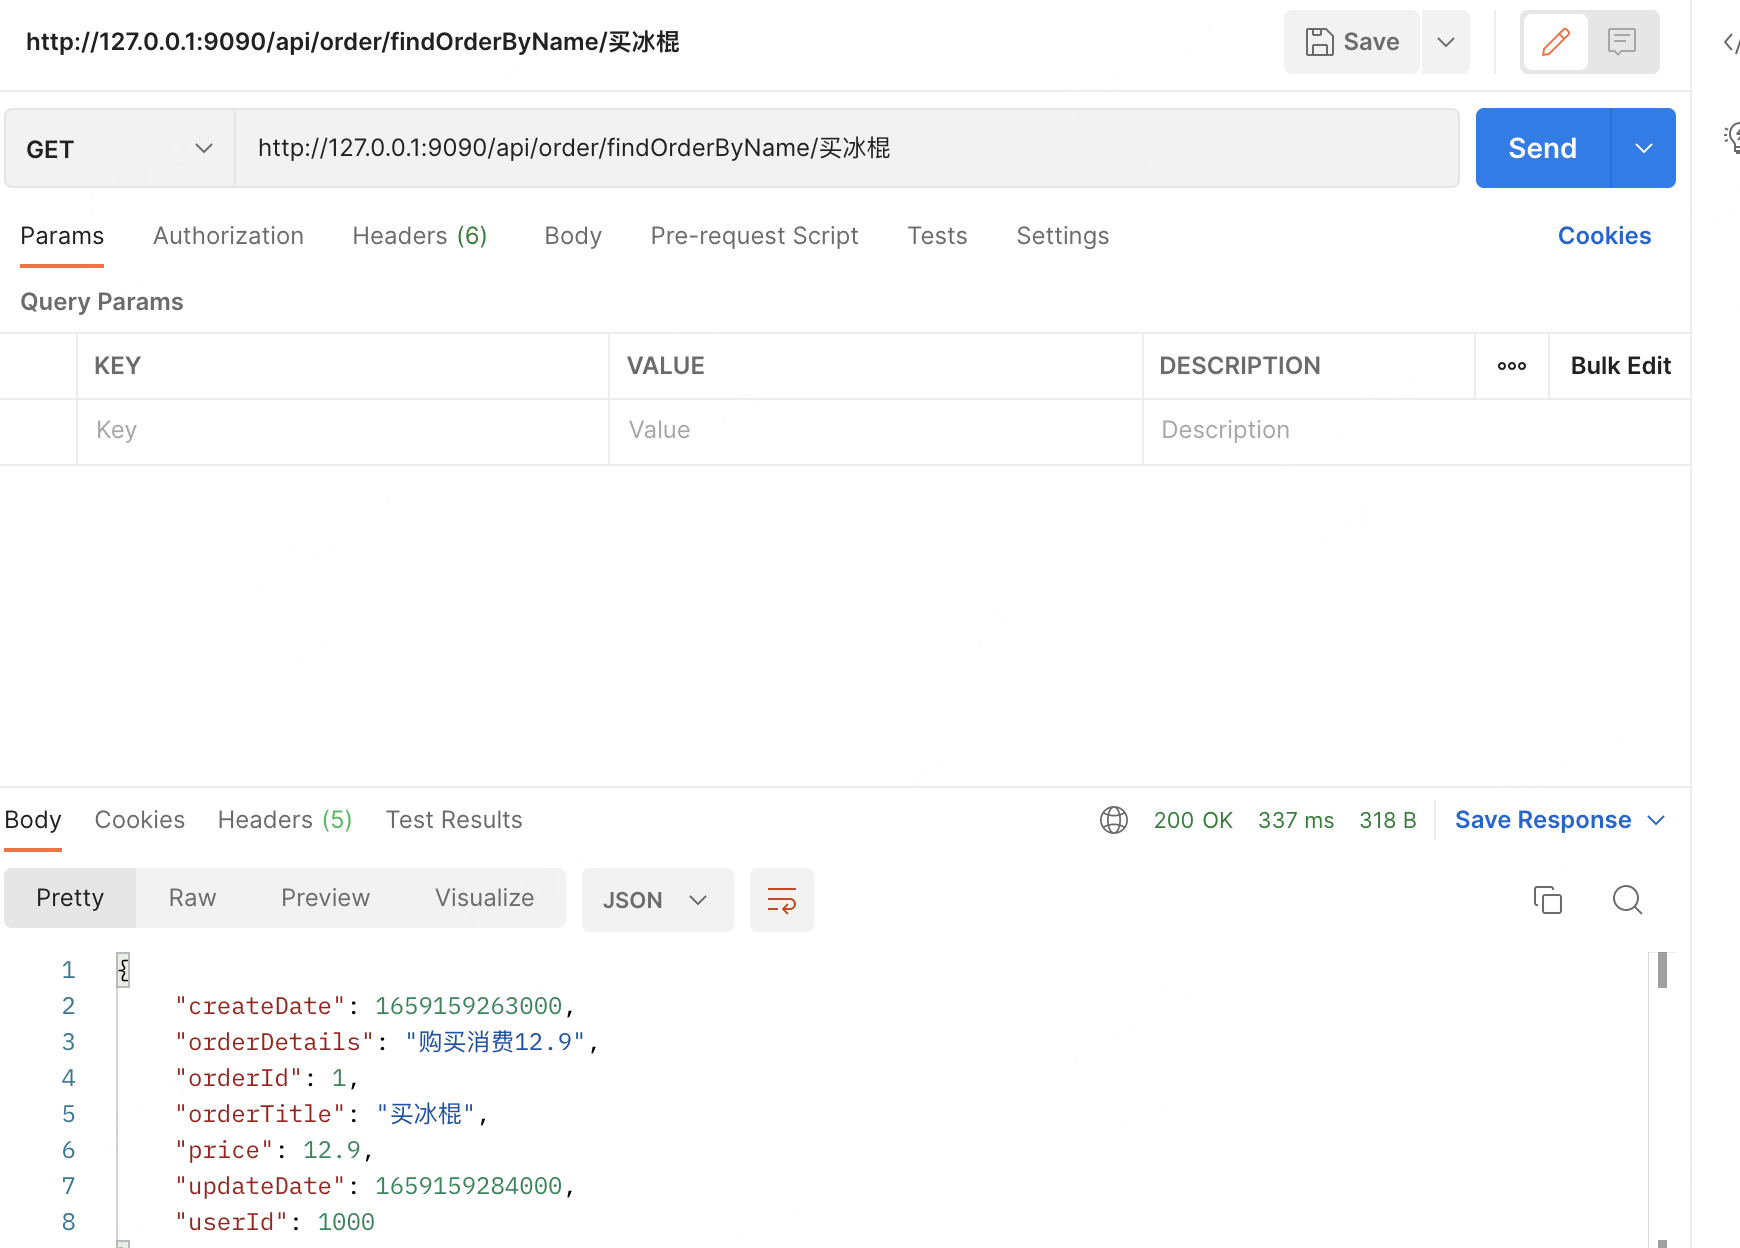 http://127.0.0.1:9090/api/order/findOrderByName/买冰棍
Save
GET
http://127.0.0.1:9090/api/order/findOrderByName/买冰棍
Send
Params Authorization Headers (6) Body Pre-request Script Tests Settings Cookies
Query Params
KEY VALUE DESCRIPTION ooo Bulk Edit
Key Value Description
Body Cookies Headers (5) Test Results 200 OK 337 ms 318 B Save Response
Pretty Raw Preview Visualize JSON
1 {
2 "createDate": 1659159263000,
3 "orderDetails": "购买消费12.9",
4 "orderId": 1,
5 "orderTitle": "买冰棍",
6 "price": 12.9,
7 "updateDate": 1659159284000,
8 "userId": 1000